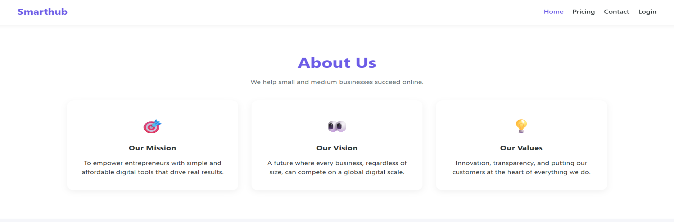 Smarthub
Home Pricing Contact Login
About Us
We help small and medium businesses succeed online.
Our Mission
To empower entrepreneurs with simple and
affordable digital tools that drive real results.
Our Vision
A future where every business, regardless of
size, can compete on a global digital scale.
Our Values
Innovation, transparency, and putting our
customers at the heart of everything we do.